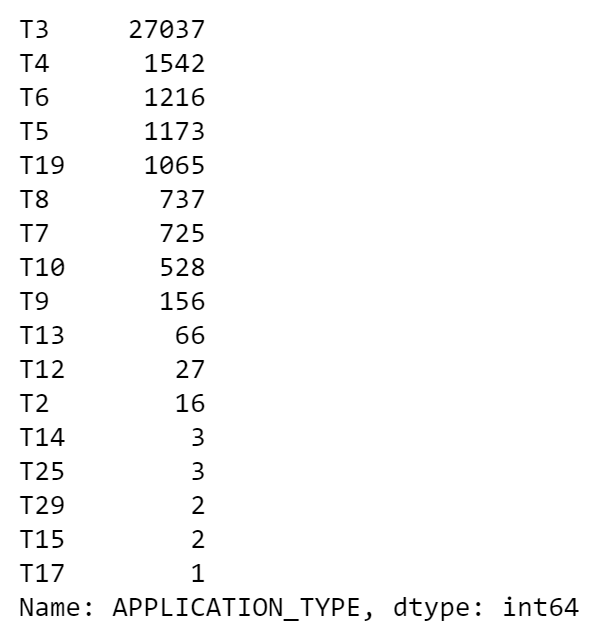 T3 27037
T4 1542
T6 1216
T5 1173
T19 1065
T8 737
T7 725
T10 528
T9 156
T13 66
T12 27
T2 16
T14 3
T25 3
T29 2
T15 2
T17 1
Name: APPLICATION_TYPE, dtype: int64